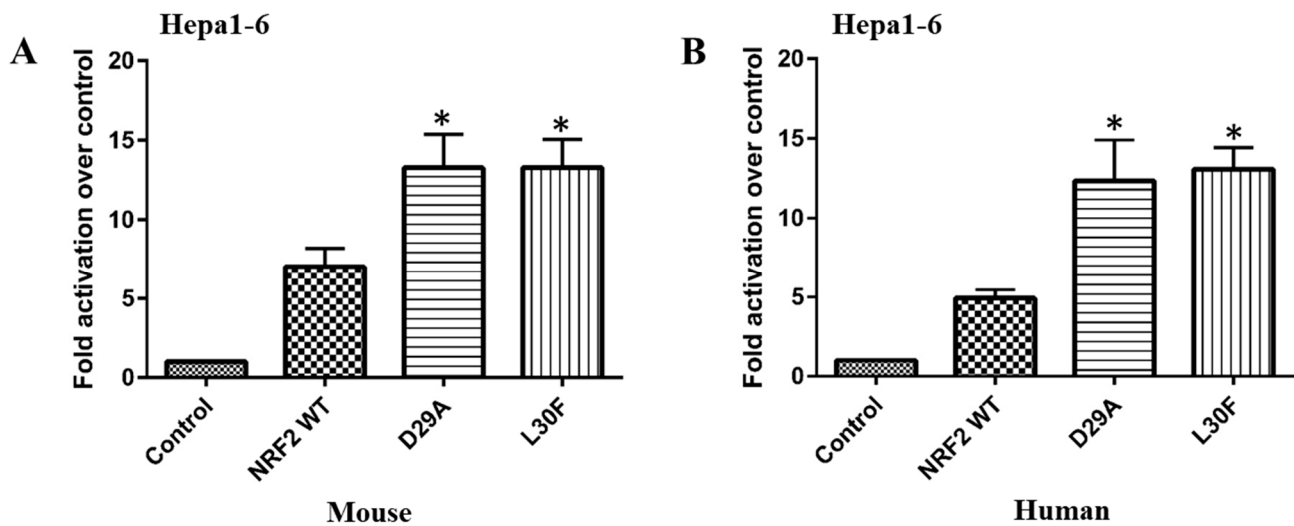 A
Hepa1-6
Fold activation over control
20
15
10
5
0
*
*
Control
NRF2 WT
D29A
L30F
Mouse
B
Hepa1-6
Fold activation over control
20
15
10
5
0
*
*
Control
NRF2 WT
D29A
L30F
Human